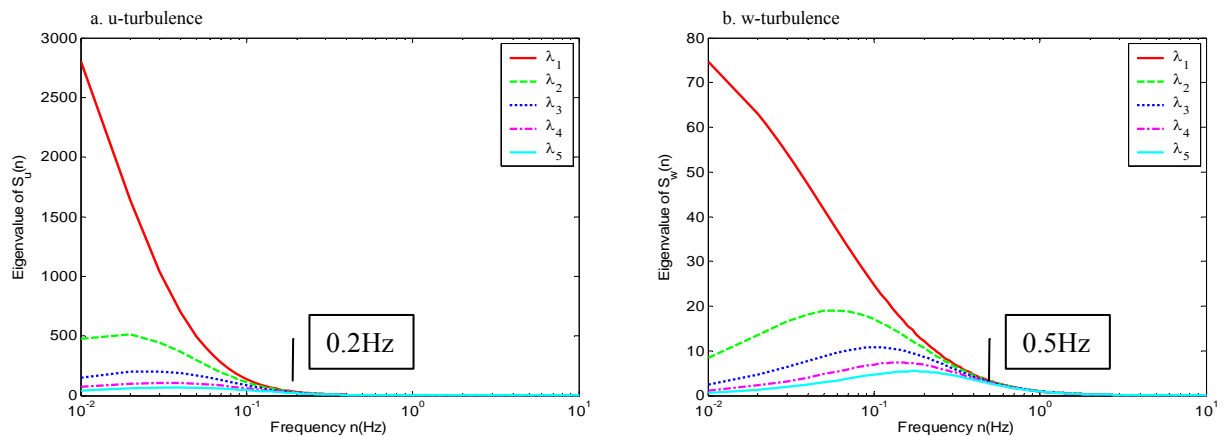 a. u-turbulence
3000
2500
2000
1500
1000
500
0
Eigenvalue of S_u(n)
λ_1
λ_2
λ_3
λ_4
λ_5
0.2Hz
10^-2
10^-1
10^0
10^1
Frequency n(Hz)
b. w-turbulence
80
70
60
50
40
30
20
10
0
Eigenvalue of S_w(n)
λ_1
λ_2
λ_3
λ_4
λ_5
0.5Hz
10^-2
10^-1
10^0
10^1
Frequency n(Hz)